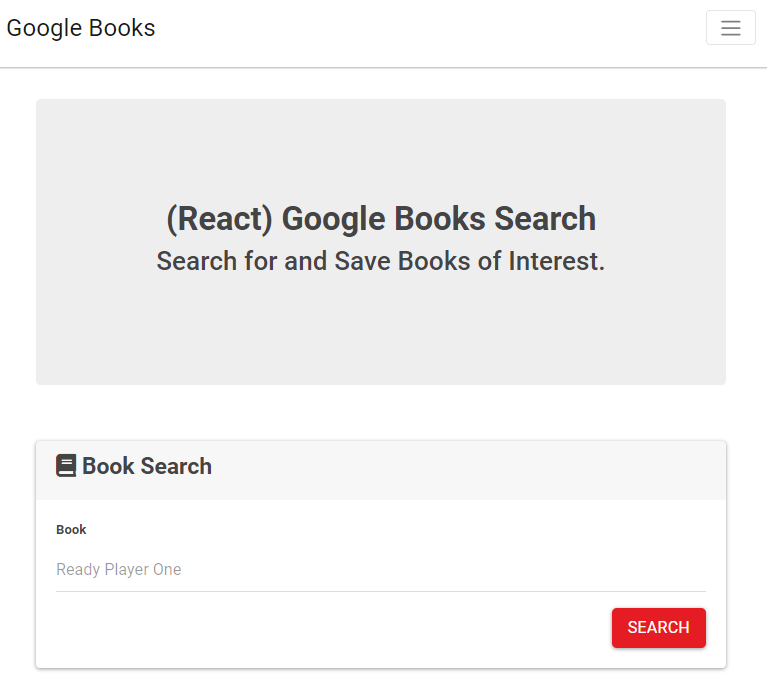 Google Books
(React) Google Books Search
Search for and Save Books of Interest.
Book Search
Book
Ready Player One
SEARCH